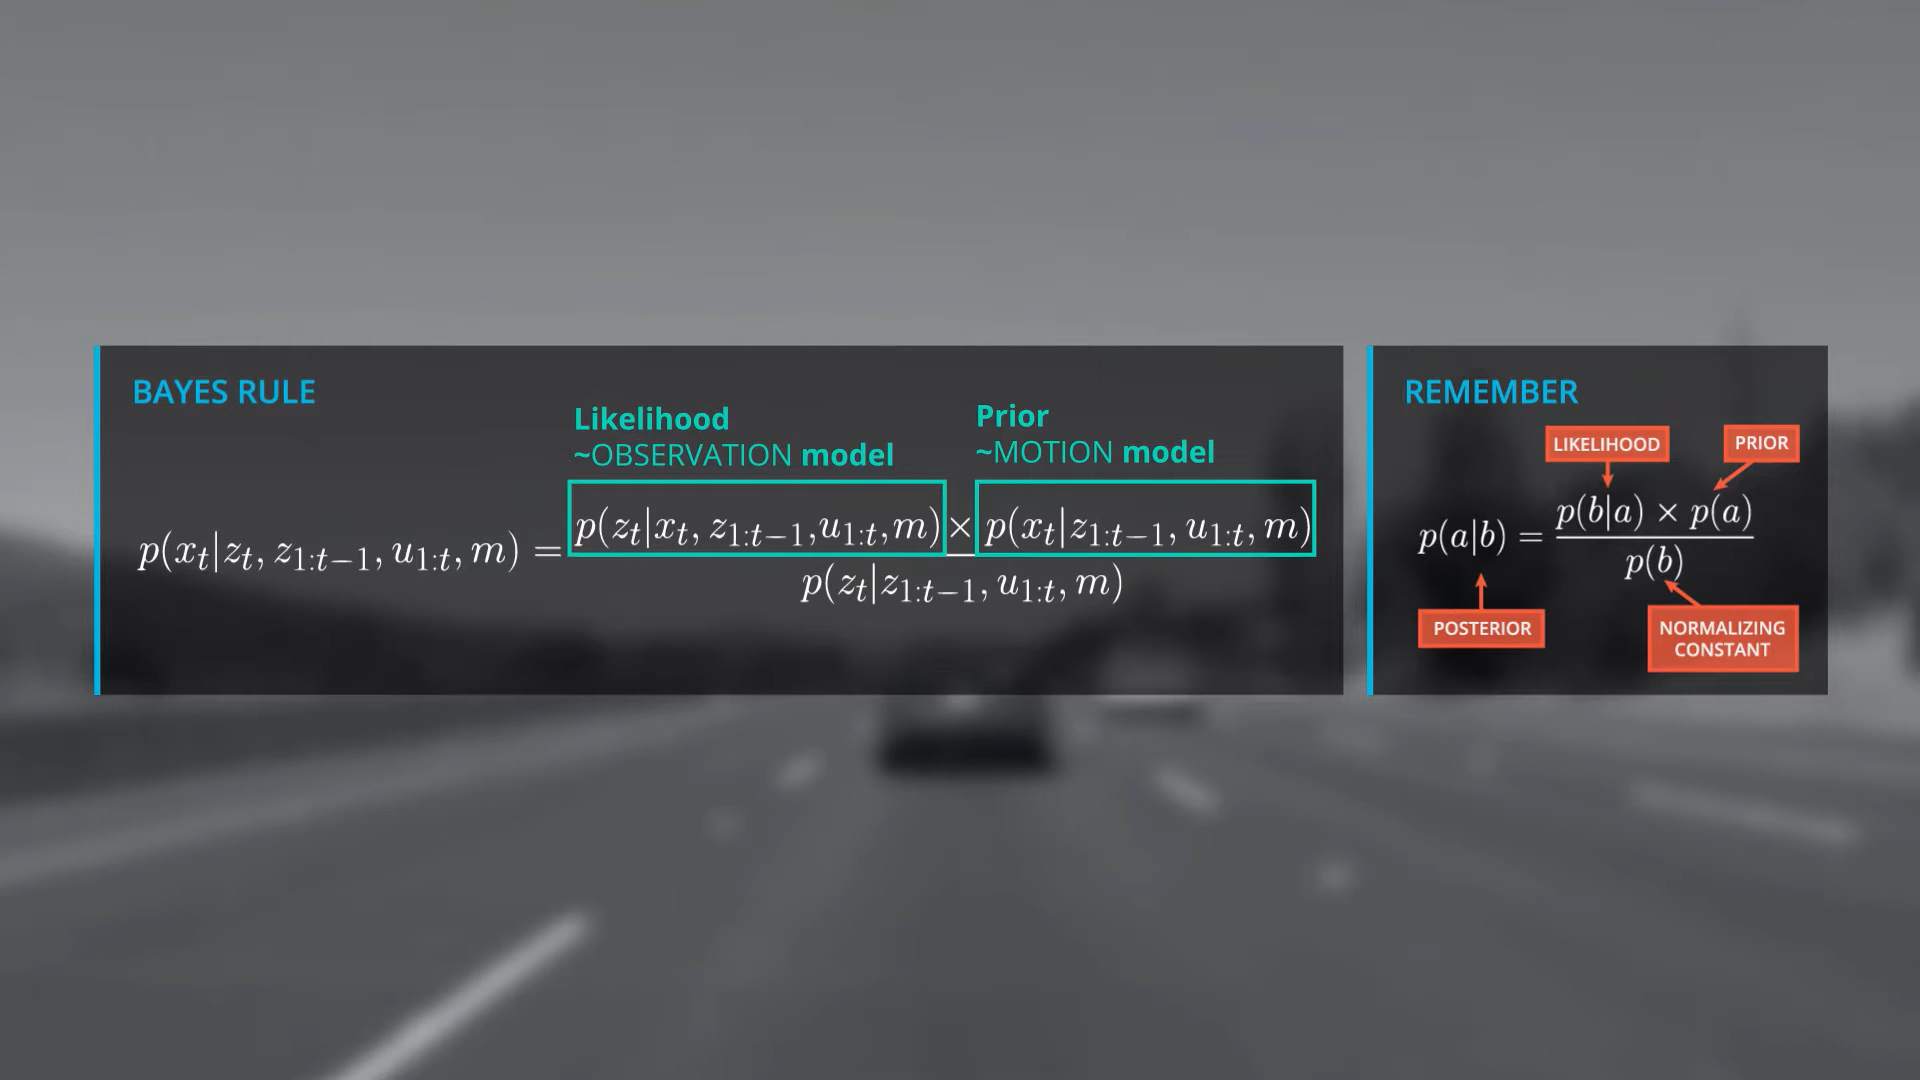 BAYES RULE
Likelihood
~OBSERVATION model
Prior
~MOTION model
p(x_t|z_t, z_{1:t−1}, u_{1:t}, m) = \frac{p(z_t|x_t, z_{1:t−1}, u_{1:t}, m) × p(x_t|z_{1:t−1}, u_{1:t}, m)}{p(z_t|z_{1:t−1}, u_{1:t}, m)}
REMEMBER
LIKELIHOOD
PRIOR
p(a|b) = \frac{p(b|a) × p(a)}{p(b)}
POSTERIOR
NORMALIZING
CONSTANT